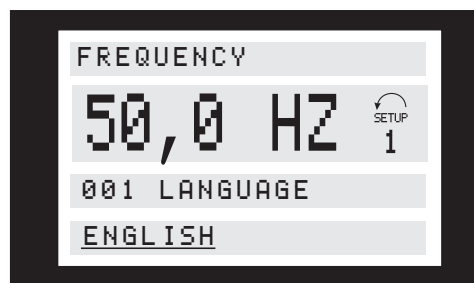 FREQUENCY
50,0 HZ
SETUP
1
001 LANGUAGE
ENGLISH